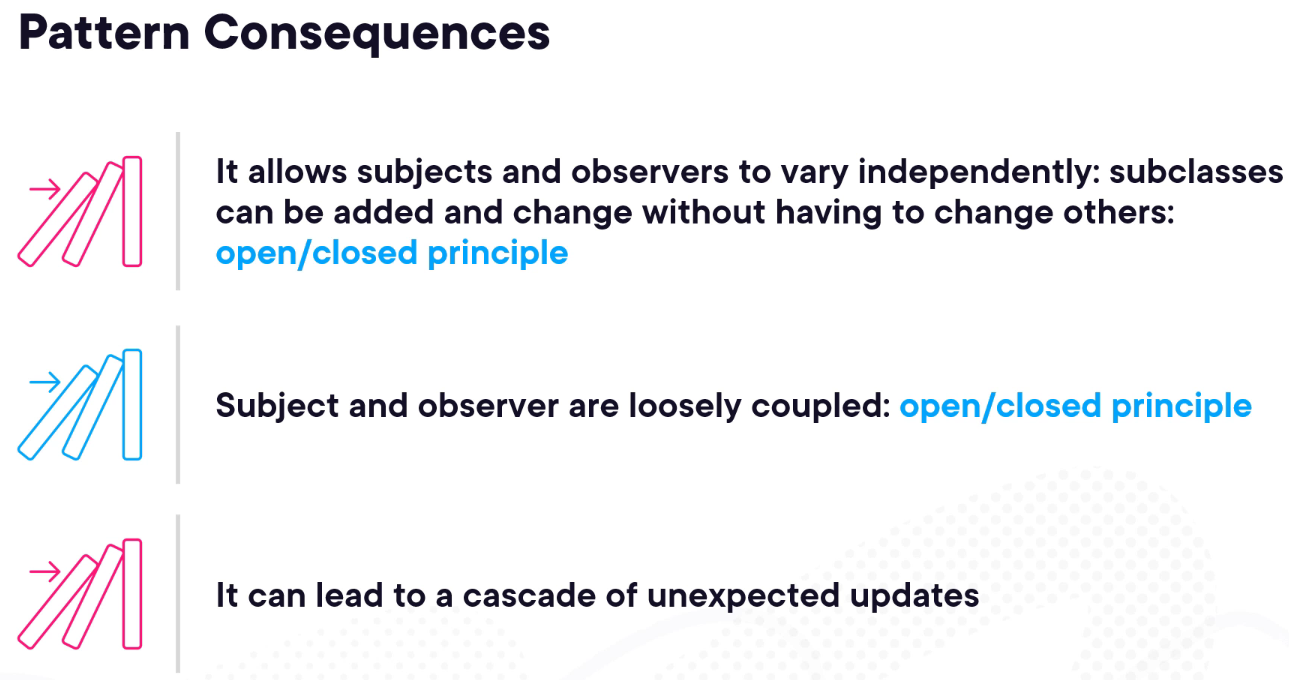 Pattern Consequences
It allows subjects and observers to vary independently: subclasses
can be added and change without having to change others:
open/closed principle
Subject and observer are loosely coupled: open/closed principle
It can lead to a cascade of unexpected updates